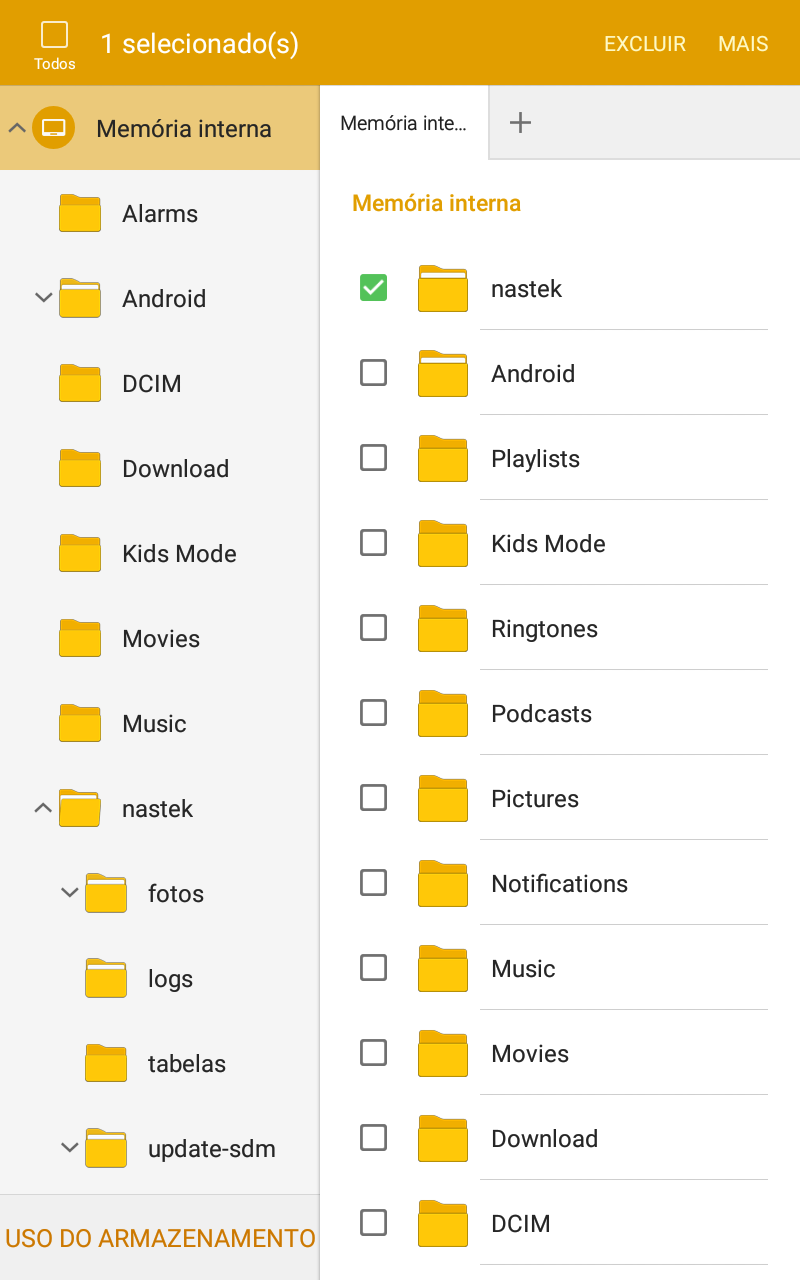 Todos
1 selecionado(s)
EXCLUIR
MAIS
Memória interna
Alarms
Android
DCIM
Download
Kids Mode
Movies
Music
nastek
fotos
logs
tabelas
update-sdm
USO DO ARMAZENAMENTO
Memória inte...
Memória interna
nastek
Android
Playlists
Kids Mode
Ringtones
Podcasts
Pictures
Notifications
Music
Movies
Download
DCIM